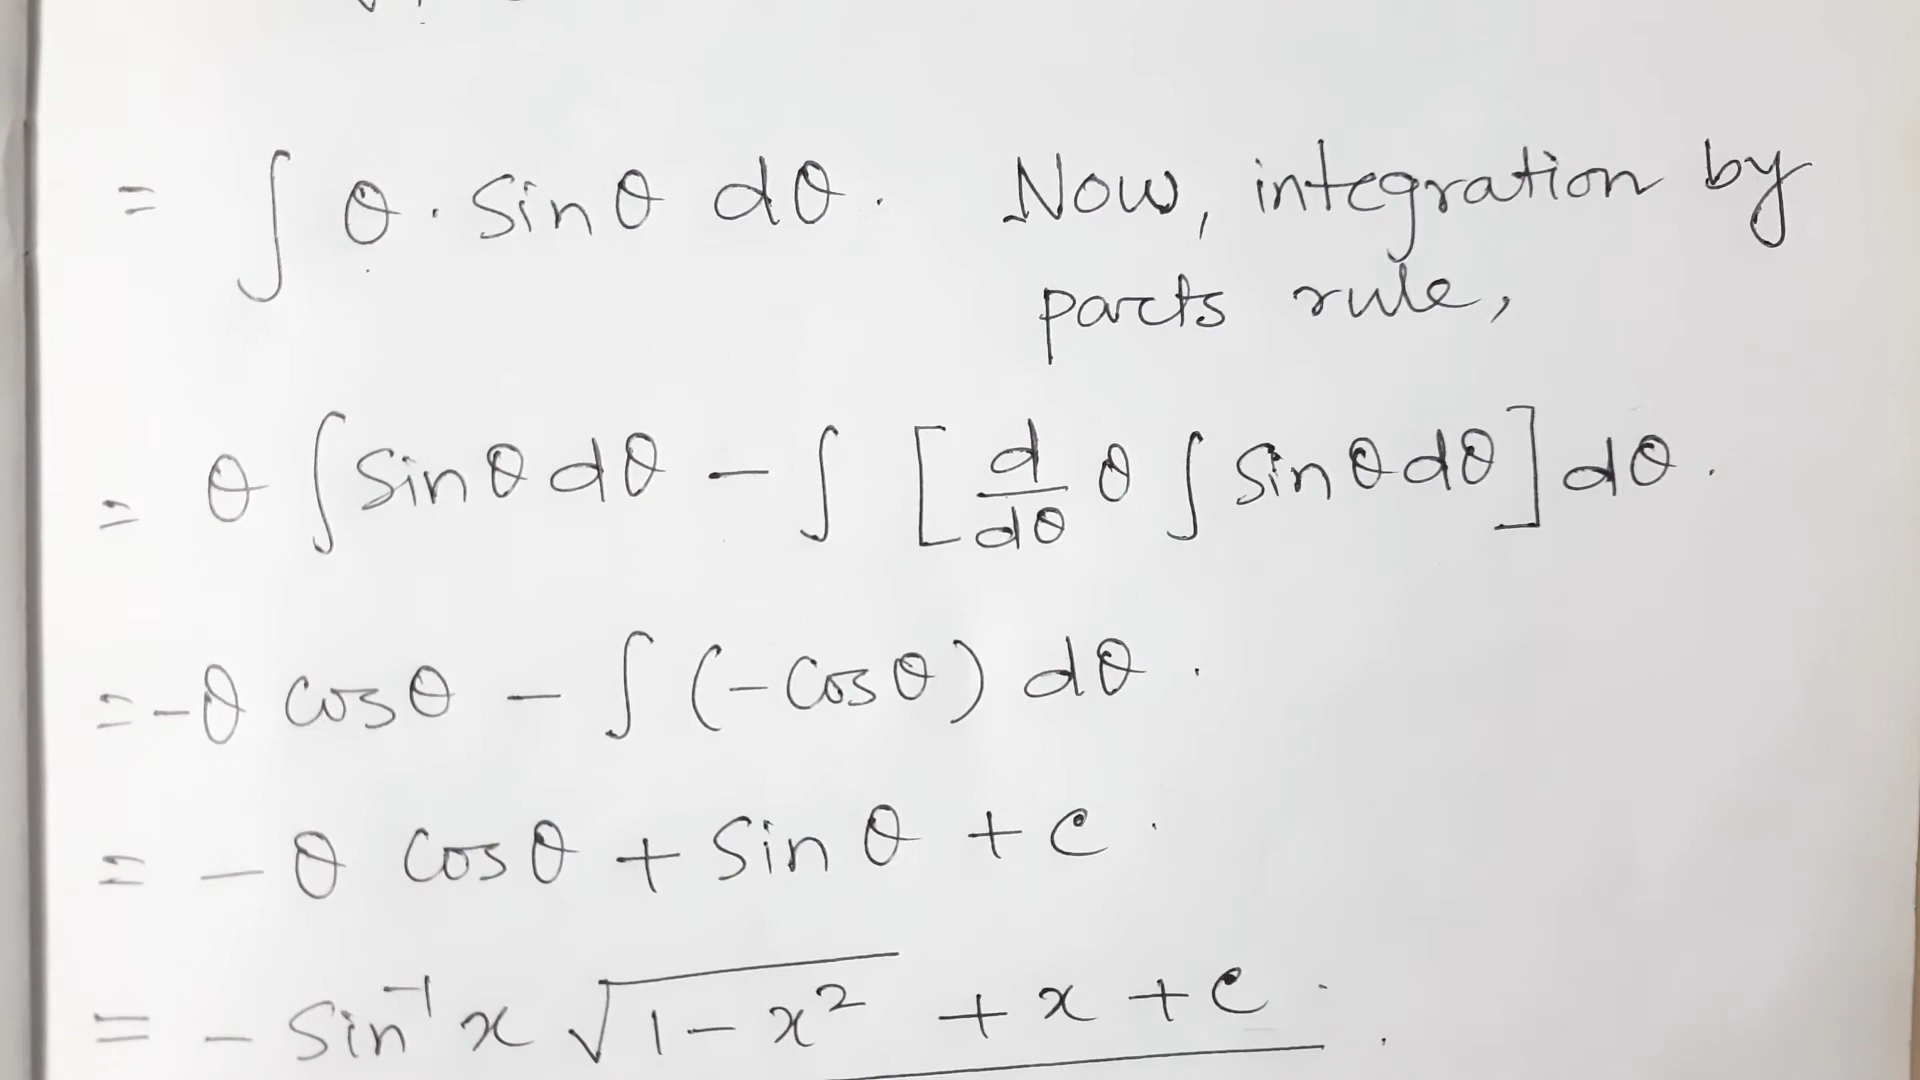 = ∫ θ · sin θ dθ. Now, integration by
parts rule,
= θ ∫ sin θ dθ - ∫ [d/dθ θ ∫ sin θ dθ] dθ.
= -θ cos θ - ∫ (-cos θ) dθ.
= - θ cos θ + sin θ + c.
= - sin⁻¹ x √(1 - x²) + x + c.